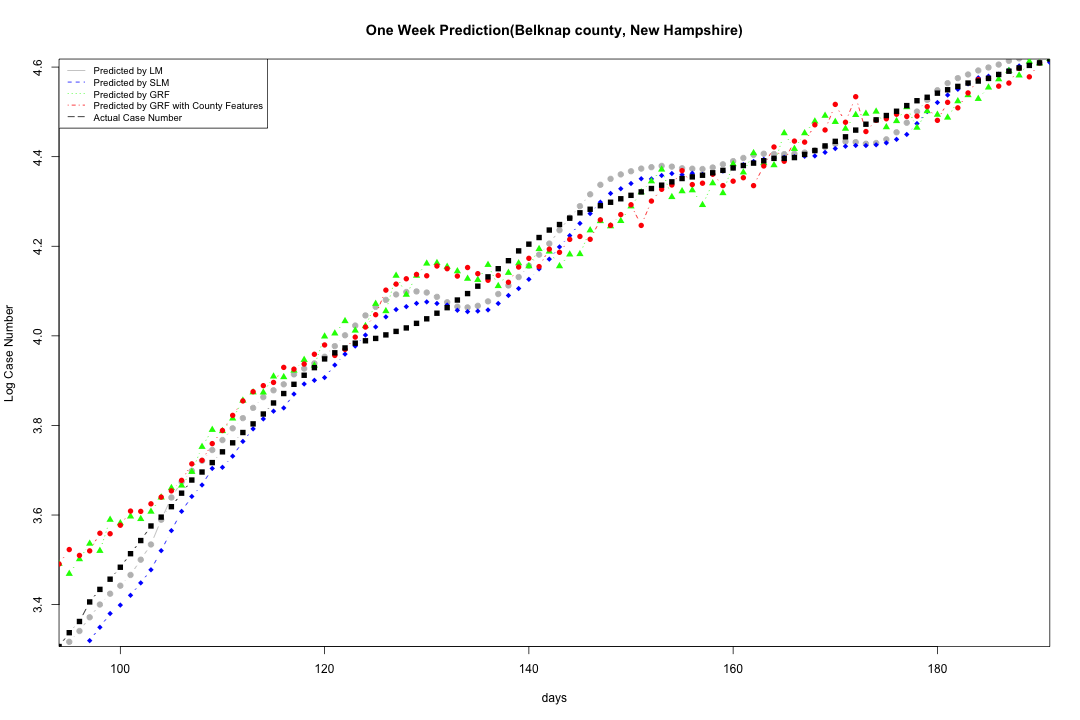 One Week Prediction(Belknap county, New Hampshire)
Predicted by LM
Predicted by SLM
Predicted by GRF
Predicted by GRF with County Features
Actual Case Number
4.6
4.4
4.2
4.0
3.8
3.6
3.4
Log Case Number
100 120 140 160 180
days